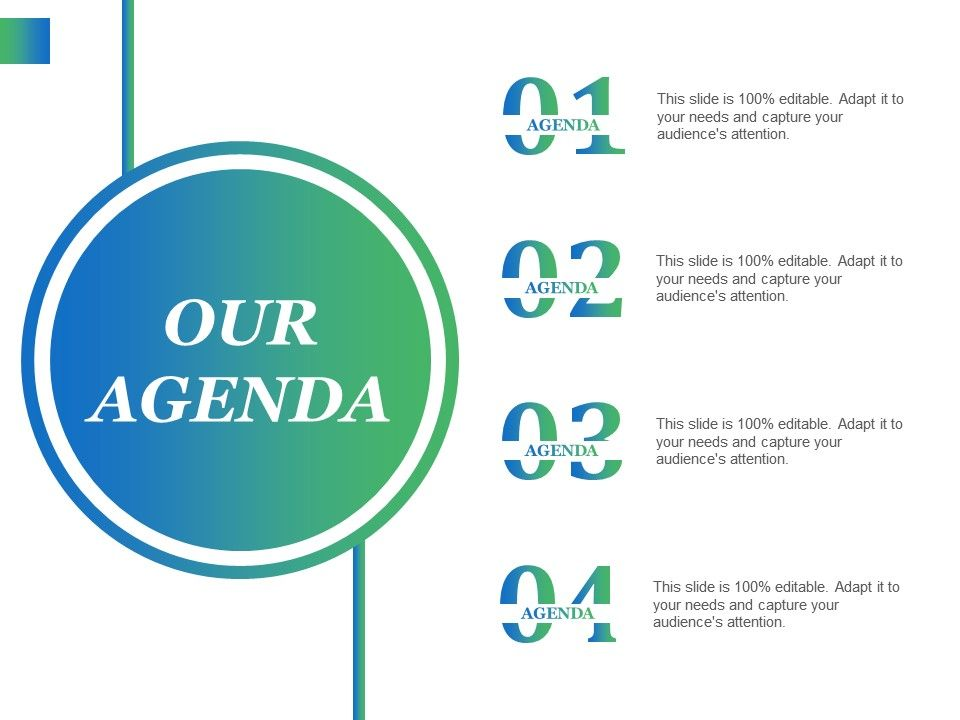 OUR
AGENDA
01
AGENDA
This slide is 100% editable. Adapt it to
your needs and capture your
audience's attention.
02
AGENDA
This slide is 100% editable. Adapt it to
your needs and capture your
audience's attention.
03
AGENDA
This slide is 100% editable. Adapt it to
your needs and capture your
audience's attention.
04
AGENDA
This slide is 100% editable. Adapt it to
your needs and capture your
audience's attention.